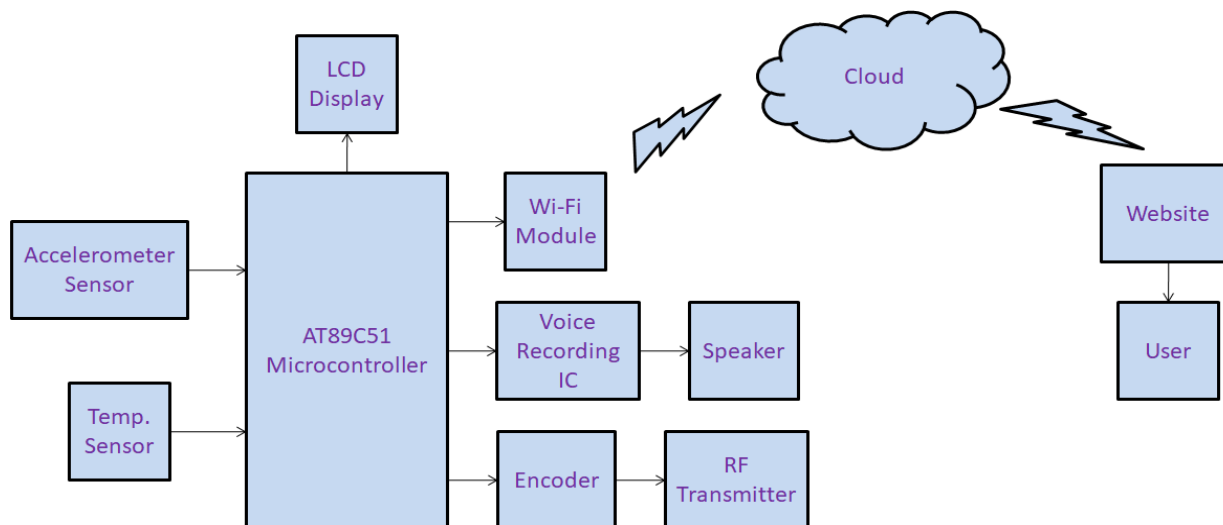 LCD
Display
Cloud
Wi-Fi
Module
Website
Accelerometer
Sensor
AT89C51
Microcontroller
Voice
Recording
IC
Speaker
User
Temp.
Sensor
Encoder
RF
Transmitter